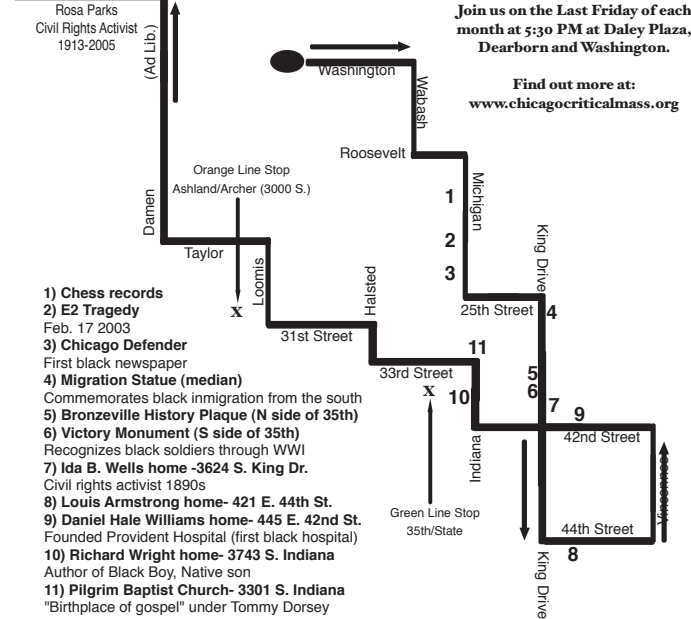 Rosa Parks
Civil Rights Activist
1913-2005
(Ad Lib.)
Join us on the Last Friday of each
month at 5:30 PM at Daley Plaza,
Dearborn and Washington.
Find out more at:
www.chicagocriticalmass.org
Washington
Wabash
Roosevelt
Orange Line Stop
Ashland/Archer (3000 S.)
Michigan
1
2
3
Damen
Taylor
Loomis
X
King Drive
25th Street
4
Halsted
31st Street
11
33rd Street
X
10
5
6
7
9
42nd Street
Indiana
Green Line Stop
35th/State
Vincennes
44th Street
8
King Drive
1) Chess records
2) E2 Tragedy
Feb. 17 2003
3) Chicago Defender
First black newspaper
4) Migration Statue (median)
Commemorates black inmigration from the south
5) Bronzeville History Plaque (N side of 35th)
6) Victory Monument (S side of 35th)
Recognizes black soldiers through WWI
7) Ida B. Wells home -3624 S. King Dr.
Civil rights activist 1890s
8) Louis Armstrong home- 421 E. 44th St.
9) Daniel Hale Williams home- 445 E. 42nd St.
Founded Provident Hospital (first black hospital)
10) Richard Wright home- 3743 S. Indiana
Author of Black Boy, Native son
11) Pilgrim Baptist Church- 3301 S. Indiana
"Birthplace of gospel" under Tommy Dorsey